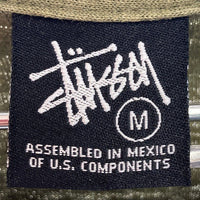 Stüssy
M
ASSEMBLED IN MEXICO
OF U.S. COMPONENTS